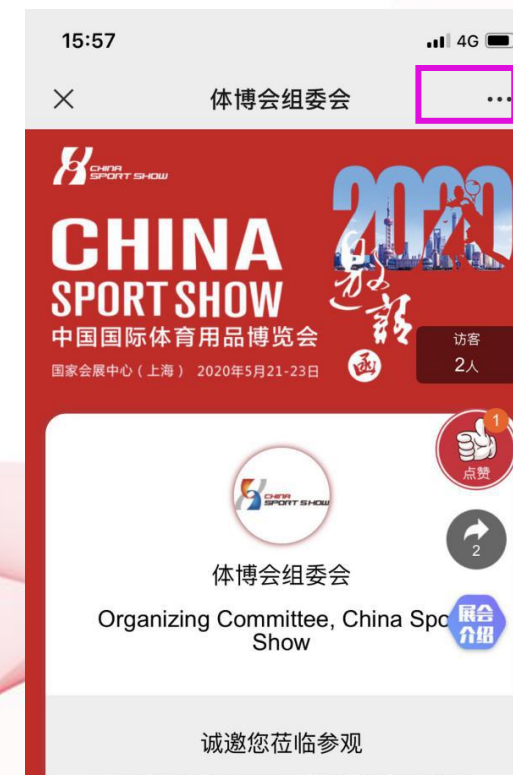 15:57
4G
体博会组委会
CHINA
SPORT SHOW
2020
邀请
函
CHINA
SPORT SHOW
中国国际体育用品博览会
国家会展中心(上海) 2020年5月21-23日
访客
2人
1
点赞
CHINA
SPORT SHOW
2
体博会组委会
Organizing Committee, China Spo
Show
展会
介绍
诚邀您莅临参观